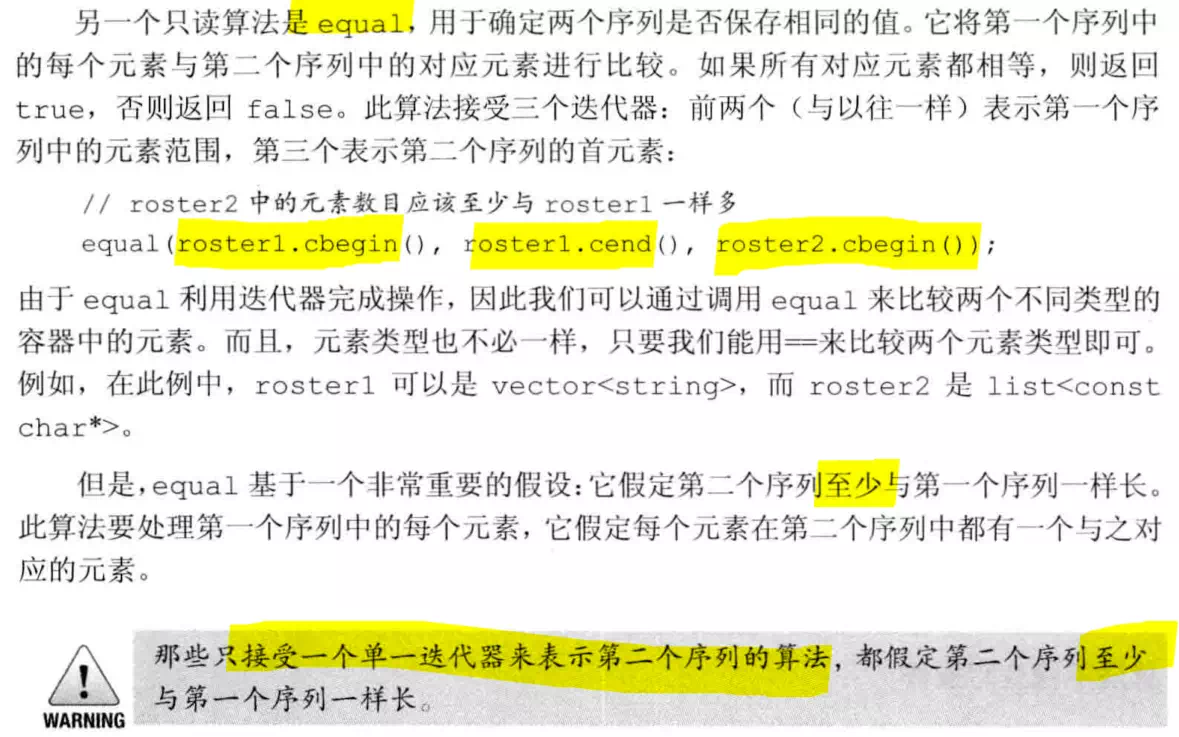 另一个只读算法是 equal，用于确定两个序列是否保存相同的值。它将第一个序列中
的每个元素与第二个序列中的对应元素进行比较。如果所有对应元素都相等，则返回
true，否则返回 false。此算法接受三个迭代器：前两个（与以往一样）表示第一个序
列中的元素范围，第三个表示第二个序列的首元素：
// roster2 中的元素数目应该至少与 roster1 一样多
equal(roster1.cbegin(), roster1.cend(), roster2.cbegin());
由于 equal 利用迭代器完成操作，因此我们可以通过调用 equal 来比较两个不同类型的
容器中的元素。而且，元素类型也不必一样，只要我们能用==来比较两个元素类型即可。
例如，在此例中，roster1 可以是 vector<string>，而 roster2 是 list<const
char*>。
但是，equal 基于一个非常重要的假设：它假定第二个序列至少与第一个序列一样长。
此算法要处理第一个序列中的每个元素，它假定每个元素在第二个序列中都有一个与之对
应的元素。
那些只接受一个单一迭代器来表示第二个序列的算法，都假定第二个序列至少
与第一个序列一样长。
WARNING